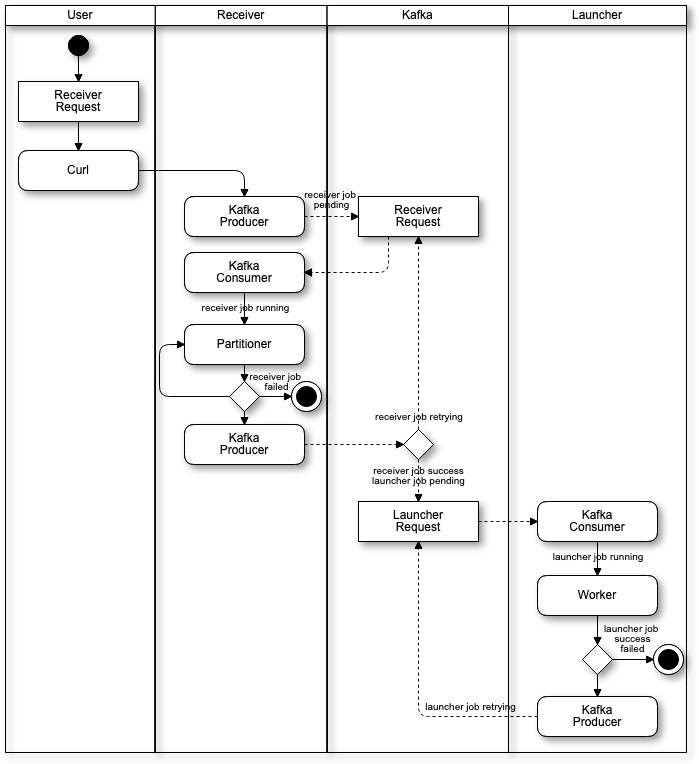 User
Receiver
Kafka
Launcher
Receiver
Request
Curl
Kafka
Producer
receiver job
pending
Receiver
Request
Kafka
Consumer
receiver job running
Partitioner
receiver job
failed
Kafka
Producer
receiver job retrying
receiver job success
launcher job pending
Launcher
Request
Kafka
Consumer
launcher job running
Worker
launcher job
success
failed
launcher job retrying
Kafka
Producer